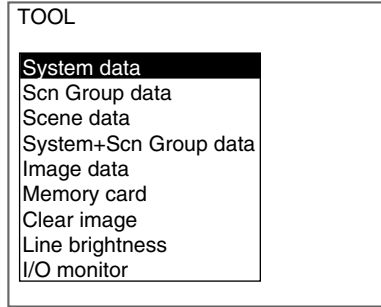 TOOL
System data
Scn Group data
Scene data
System+Scn Group data
Image data
Memory card
Clear image
Line brightness
I/O monitor